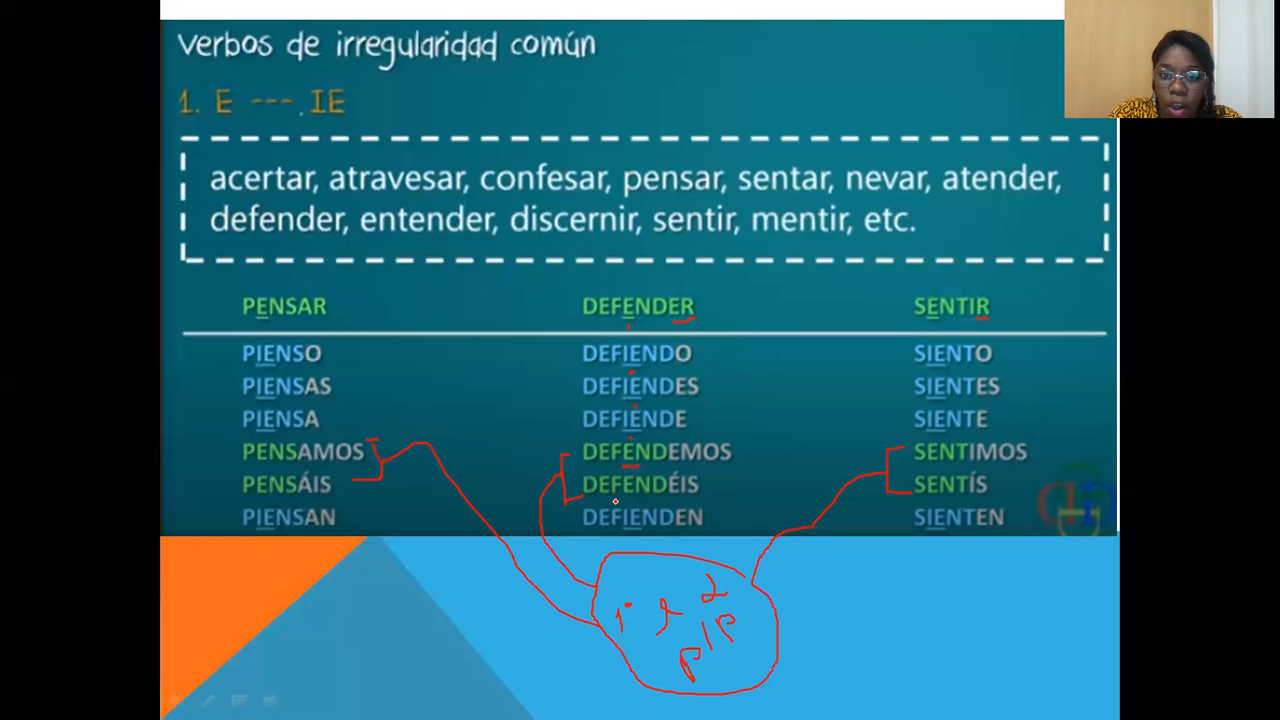 verbos de irregularidad común
1. E ---. IE
acertar, atravesar, confesar, pensar, sentar, nevar, atender,
defender, entender, discernir, sentir, mentir, etc.
PENSAR DEFENDER SENTIR
PIENSO DEFIENDO SIENTO
PIENSAS DEFIENDES SIENTES
PIENSA DEFIENDE SIENTE
PENSAMOS DEFENDEMOS SENTIMOS
PENSÁIS DEFENDÉIS SENTÍS
PIENSAN DEFIENDEN SIENTEN
1ª y 2
p/p